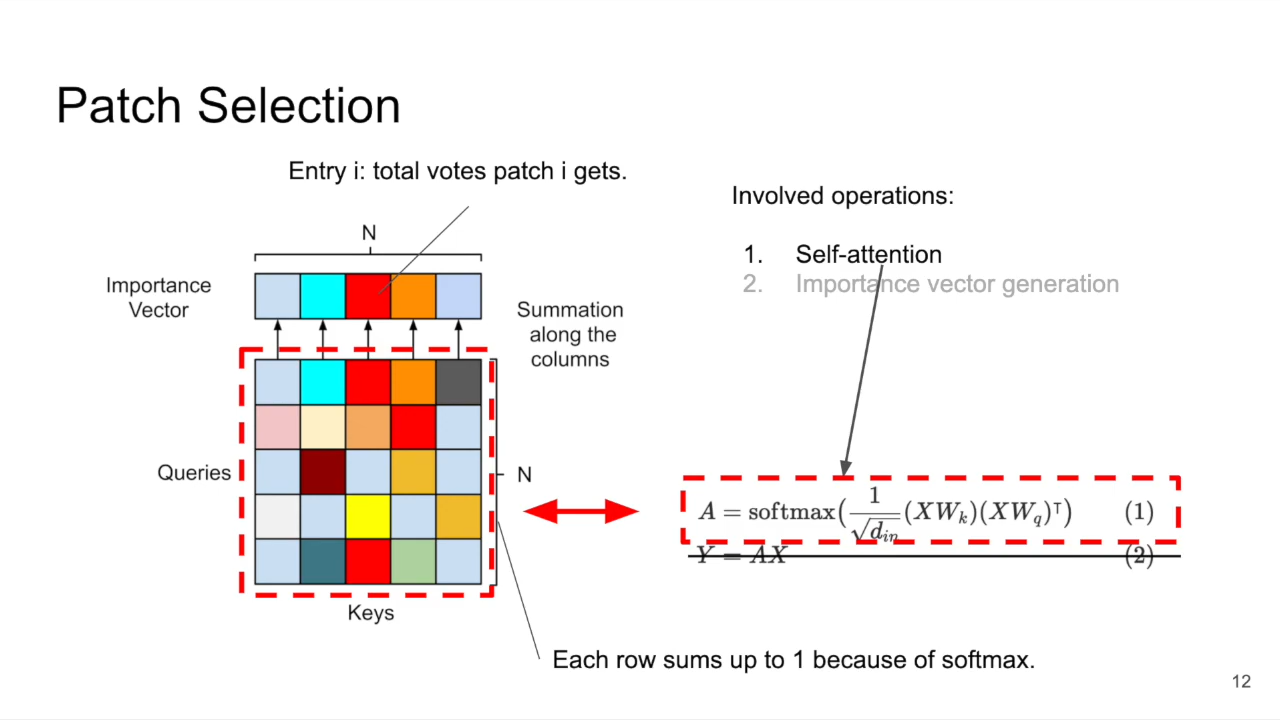 Patch Selection
Entry i: total votes patch i gets.
Involved operations:
1. Self-attention
2. Importance vector generation
N
Importance
Vector
Summation
along the
columns
Queries
N
Keys
A = softmax(1/√d_in (XW_k)(XW_q)^⊤) (1)
Y = AX (2)
Each row sums up to 1 because of softmax.
12